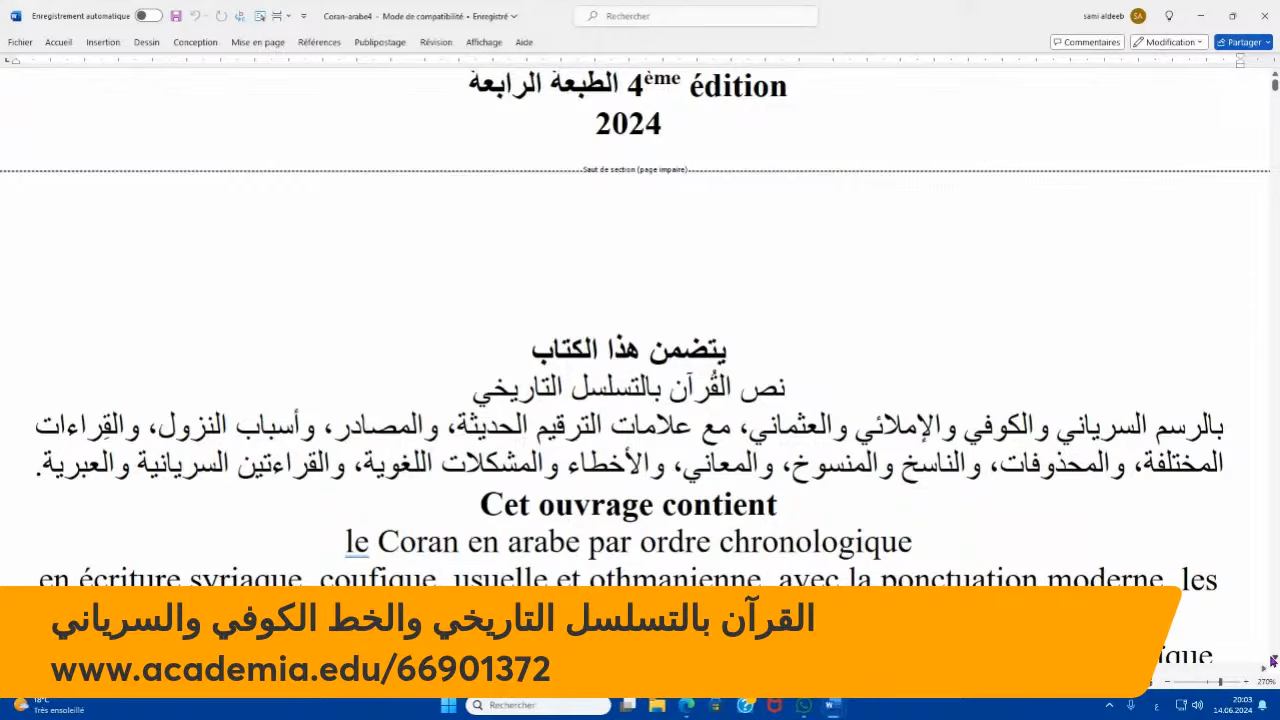 Enregistrement automatique
Coran-arabe4 - Mode de compatibilité • Enregistré
Rechercher
sami aldeeb
SA
Fichier Accueil Insertion Dessin Conception Mise en page Références Publipostage Révision Affichage Aide
Commentaires
Modification
Partager
4ème édition الطبعة الرابعة
2024
Saut de section (page impaire)
يتضمن هذا الكتاب
نص القُرآن بالتسلسل التاريخي
بالرسم السرياني والكوفي والإملائي والعثماني، مع علامات الترقيم الحديثة، والمصادر، وأسباب النزول، والقِراءات
المختلفة، والمحذوفات، والناسخ والمنسوخ، والمعاني، والأخطاء والمشكلات اللغوية، والقراءتين السريانية والعبرية.
Cet ouvrage contient
le Coran en arabe par ordre chronologique
en écriture syriaque, coufique, usuelle et othmanienne, avec la ponctuation moderne, les
القرآن بالتسلسل التاريخي والخط الكوفي والسرياني
www.academia.edu/66901372
270%
18°C
Très ensoleillé
Rechercher
20:03
14.06.2024